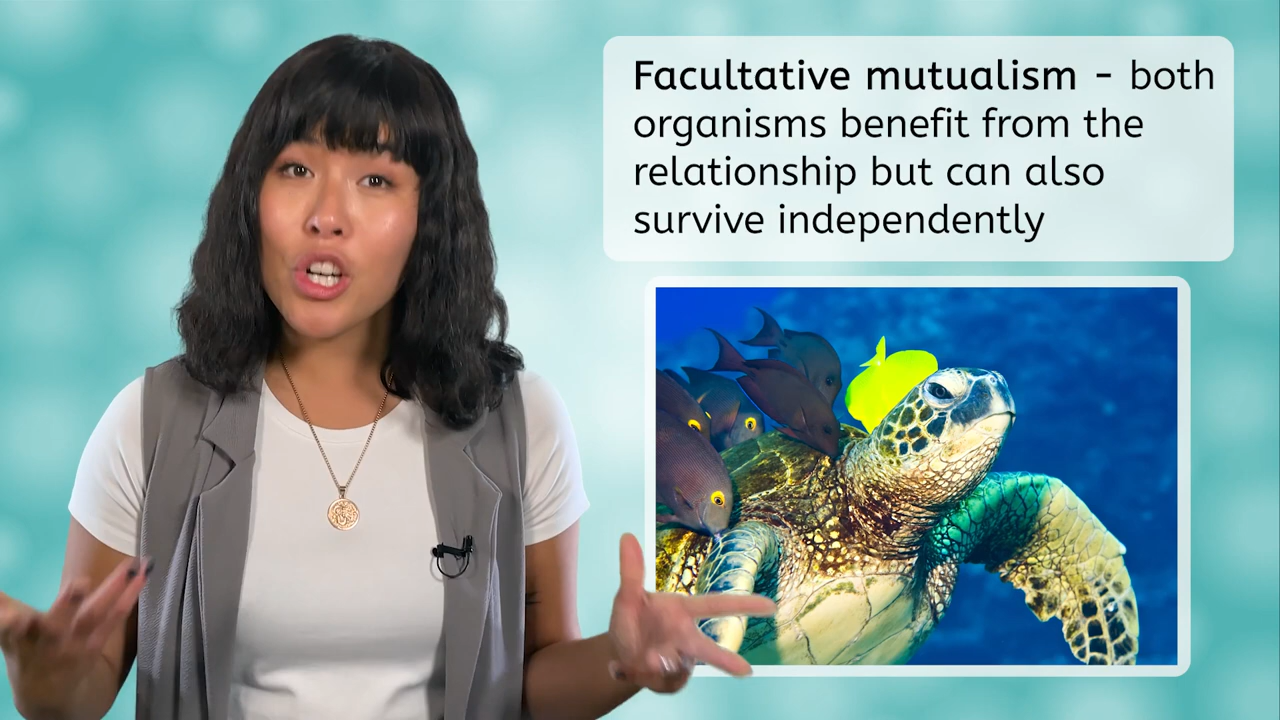 Facultative mutualism - both
organisms benefit from the
relationship but can also
survive independently